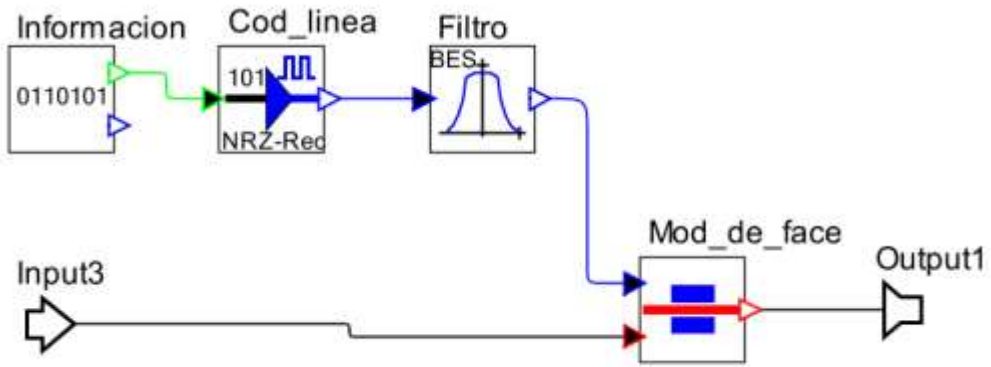 Informacion
Cod_linea
Filtro
0110101
101
NRZ-Rec
BES
Mod_de_face
Input3
Output1